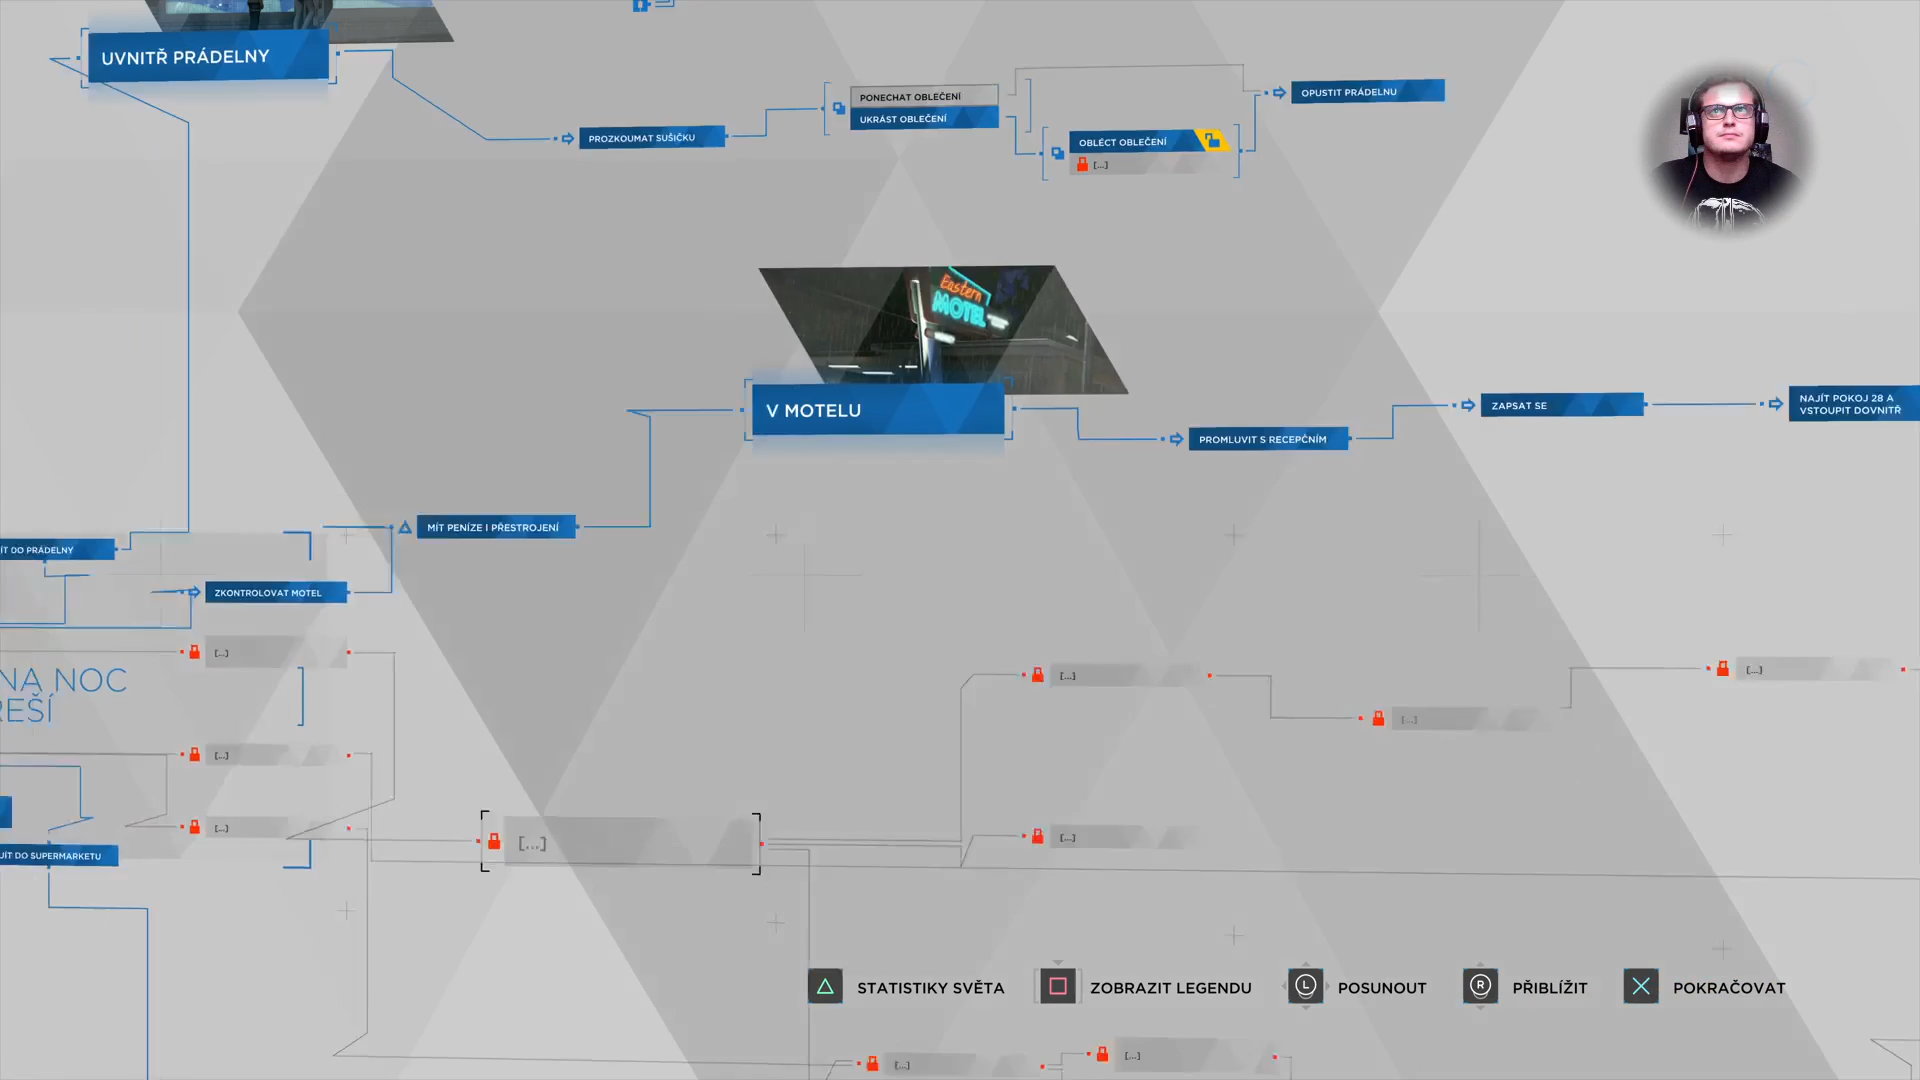 UVNITŘ PRÁDELNY
PONECHAT OBLEČENÍ
UKRÁST OBLEČENÍ
OPUSTIT PRÁDELNU
PROZKOUMAT SUŠIČKU
OBLÉCT OBLEČENÍ
[...]
Eastern
MOTEL
V MOTELU
ZAPSAT SE
NAJÍT POKOJ 28 A
VSTOUPIT DOVNITŘ
PROMLUVIT S RECEPČNÍM
MÍT PENÍZE I PŘESTROJENÍ
ÍT DO PRÁDELNY
ZKONTROLOVAT MOTEL
[...]
NA NOC
ŘEŠÍ
[...]
[...]
[...]
[...]
[...]
[...]
[...]
JÍT DO SUPERMARKETU
STATISTIKY SVĚTA
ZOBRAZIT LEGENDU
L
POSUNOUT
R
PŘIBLÍŽIT
POKRAČOVAT
[...]
[...]